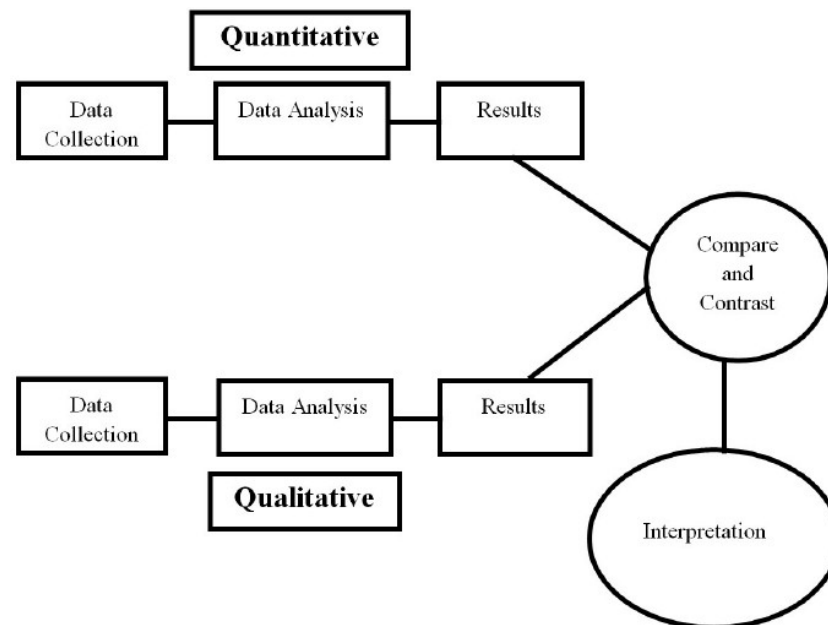 Quantitative
Data
Collection
Data Analysis
Results
Compare
and
Contrast
Data
Collection
Data Analysis
Results
Qualitative
Interpretation